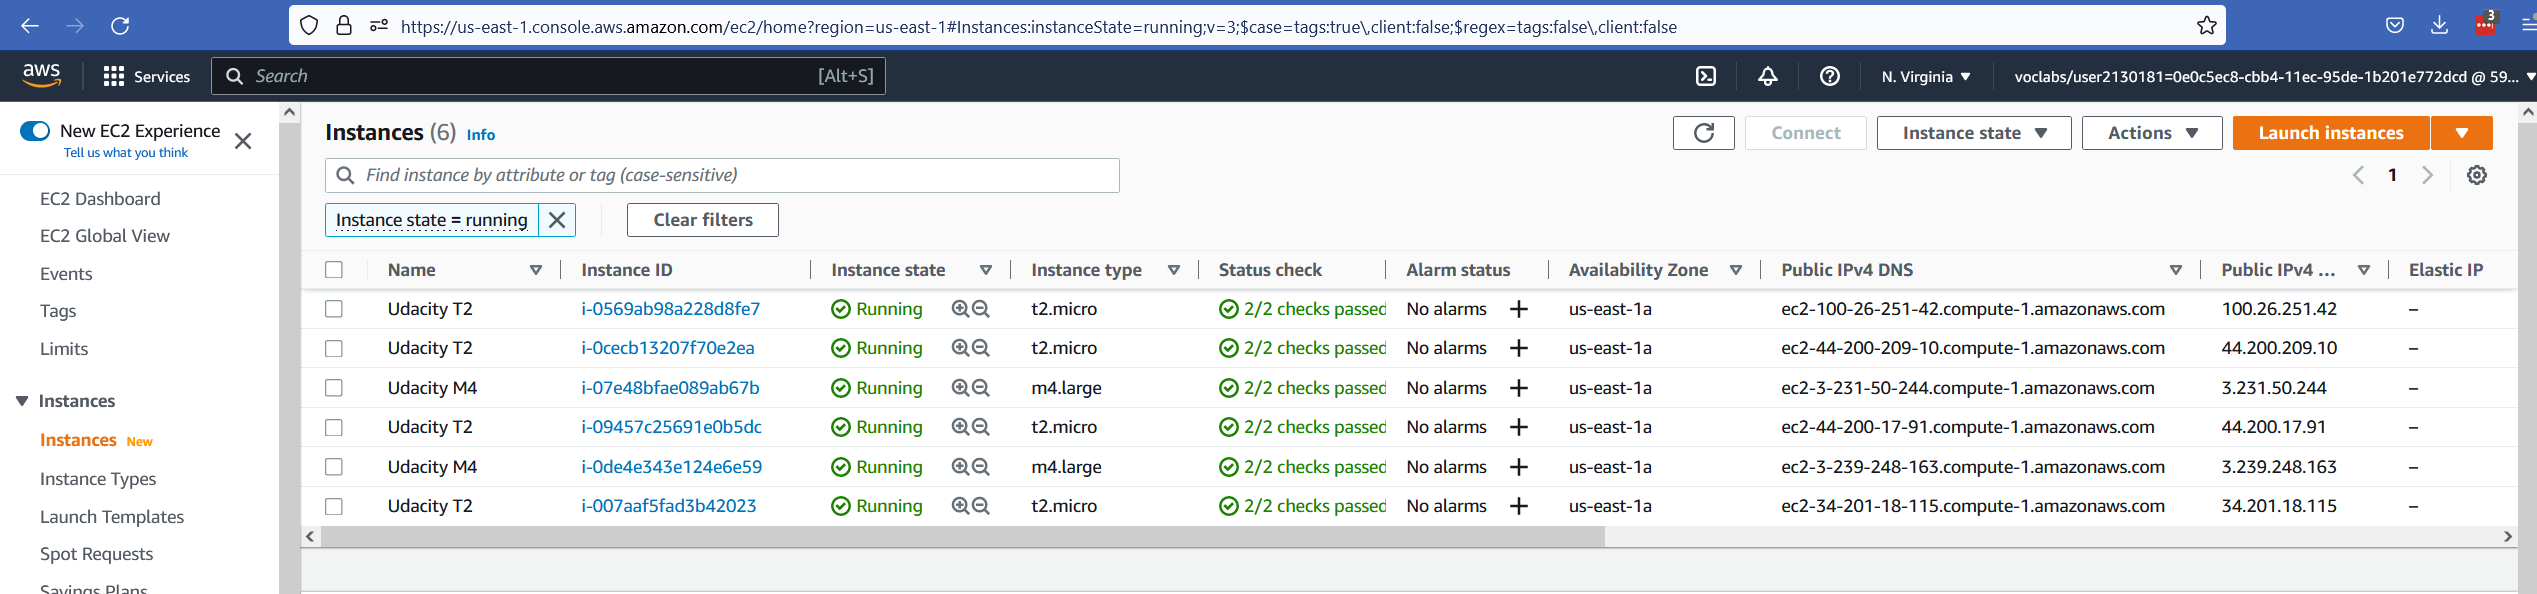 https://us-east-1.console.aws.amazon.com/ec2/home?region=us-east-1#Instances:instanceState=running;v=3;$case=tags:true\,client:false;$regex=tags:false\,client:false
3
aws Services Search [Alt+S] N. Virginia voclabs/user2130181=0e0c5ec8-cbb4-11ec-95de-1b201e772dcd @ 59...
New EC2 Experience
Tell us what you think
EC2 Dashboard
EC2 Global View
Events
Tags
Limits
Instances
Instances New
Instance Types
Launch Templates
Spot Requests
Savings Plans
Instances (6) Info
Connect Instance state Actions Launch instances
Find instance by attribute or tag (case-sensitive)
1
Instance state = running Clear filters
Name Instance ID Instance state Instance type Status check Alarm status Availability Zone Public IPv4 DNS Public IPv4 ... Elastic IP
Udacity T2 i-0569ab98a228d8fe7 Running t2.micro 2/2 checks passed No alarms + us-east-1a ec2-100-26-251-42.compute-1.amazonaws.com 100.26.251.42 –
Udacity T2 i-0cecb13207f70e2ea Running t2.micro 2/2 checks passed No alarms + us-east-1a ec2-44-200-209-10.compute-1.amazonaws.com 44.200.209.10 –
Udacity M4 i-07e48bfae089ab67b Running m4.large 2/2 checks passed No alarms + us-east-1a ec2-3-231-50-244.compute-1.amazonaws.com 3.231.50.244 –
Udacity T2 i-09457c25691e0b5dc Running t2.micro 2/2 checks passed No alarms + us-east-1a ec2-44-200-17-91.compute-1.amazonaws.com 44.200.17.91 –
Udacity M4 i-0de4e343e124e6e59 Running m4.large 2/2 checks passed No alarms + us-east-1a ec2-3-239-248-163.compute-1.amazonaws.com 3.239.248.163 –
Udacity T2 i-007aaf5fad3b42023 Running t2.micro 2/2 checks passed No alarms + us-east-1a ec2-34-201-18-115.compute-1.amazonaws.com 34.201.18.115 –